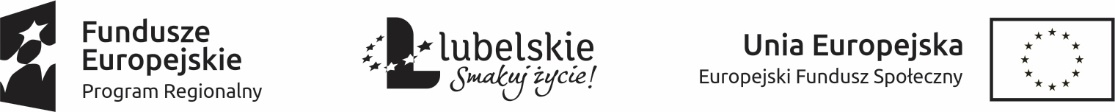 Fundusze
Europejskie
Program Regionalny
lubelskie
Smakuj życie!
Unia Europejska
Europejski Fundusz Społeczny